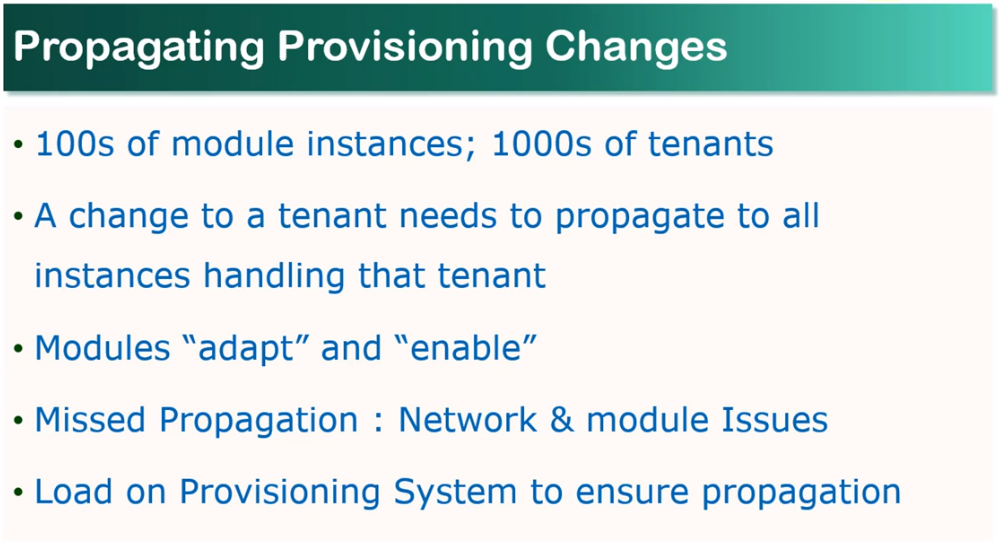 Propagating Provisioning Changes
• 100s of module instances; 1000s of tenants
• A change to a tenant needs to propagate to all
instances handling that tenant
• Modules “adapt” and “enable”
• Missed Propagation : Network & module Issues
• Load on Provisioning System to ensure propagation